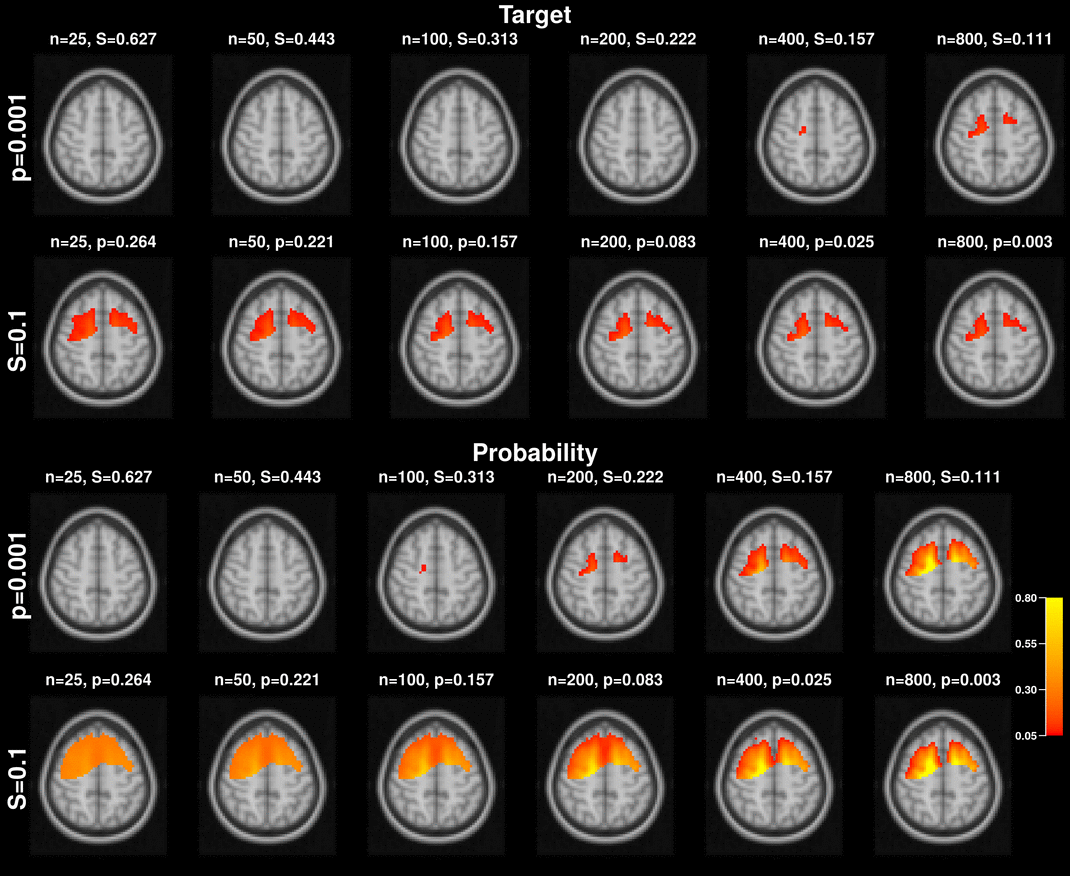 Target
n=25, S=0.627 n=50, S=0.443 n=100, S=0.313 n=200, S=0.222 n=400, S=0.157 n=800, S=0.111
p=0.001
n=25, p=0.264 n=50, p=0.221 n=100, p=0.157 n=200, p=0.083 n=400, p=0.025 n=800, p=0.003
S=0.1
Probability
n=25, S=0.627 n=50, S=0.443 n=100, S=0.313 n=200, S=0.222 n=400, S=0.157 n=800, S=0.111
p=0.001
0.80
0.55
0.30
0.05
n=25, p=0.264 n=50, p=0.221 n=100, p=0.157 n=200, p=0.083 n=400, p=0.025 n=800, p=0.003
S=0.1